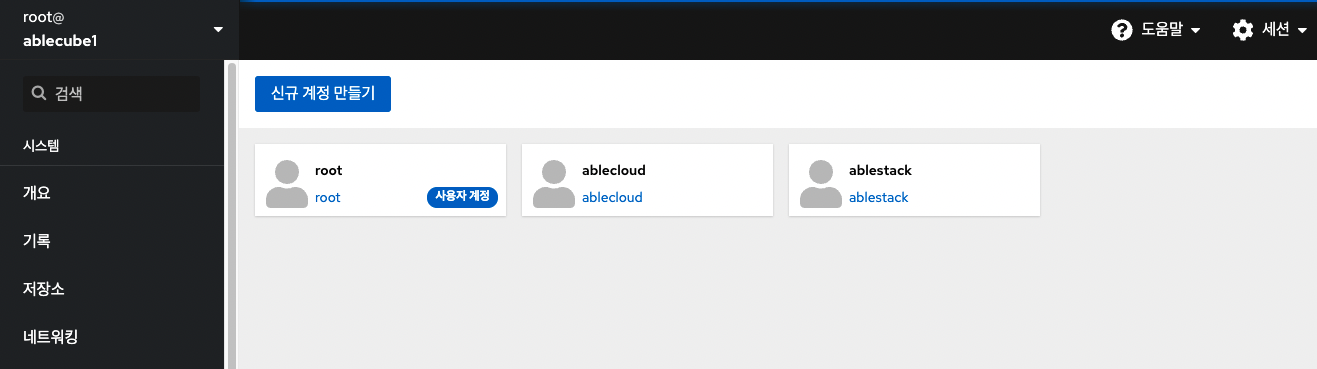 root@
ablecube1
도움말
세션
검색
신규 계정 만들기
시스템
root
root
사용자 계정
ablecloud
ablecloud
ablestack
ablestack
개요
기록
저장소
네트워킹